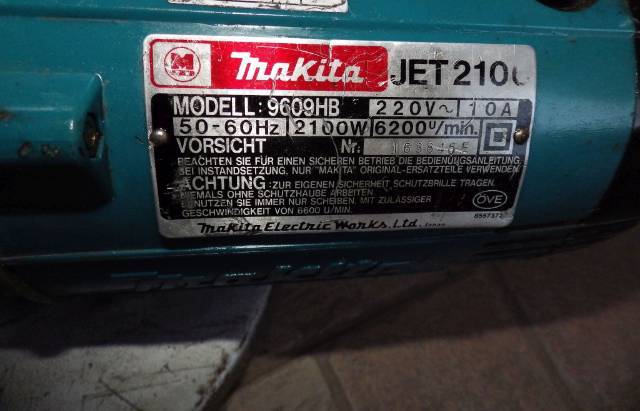 makita JET 2100
MODELL: 9609HB 220V~ 10A
50-60Hz 2100W 6200U/min.
VORSICHT Nr.
BEACHTEN SIE FÜR EINEN SICHEREN BETRIEB DIE BEDIENUNGSANLEITUNG.
BEI INSTANDSETZUNG, NUR "MAKITA" ORIGINAL-ERSATZTEILE VERWENDEN
ACHTUNG: ZUR EIGENEN SICHERHEIT, SCHUTZBRILLE TRAGEN.
NIEMALS OHNE SCHUTZHAUBE ARBEITEN.
BENUTZEN SIE IMMER NUR SCHEIBEN, MIT ZULÄSSIGER
GESCHWINDIGKEIT VON 6600 U/MIN.
ÖVE
Makita Electric Works, Ltd.